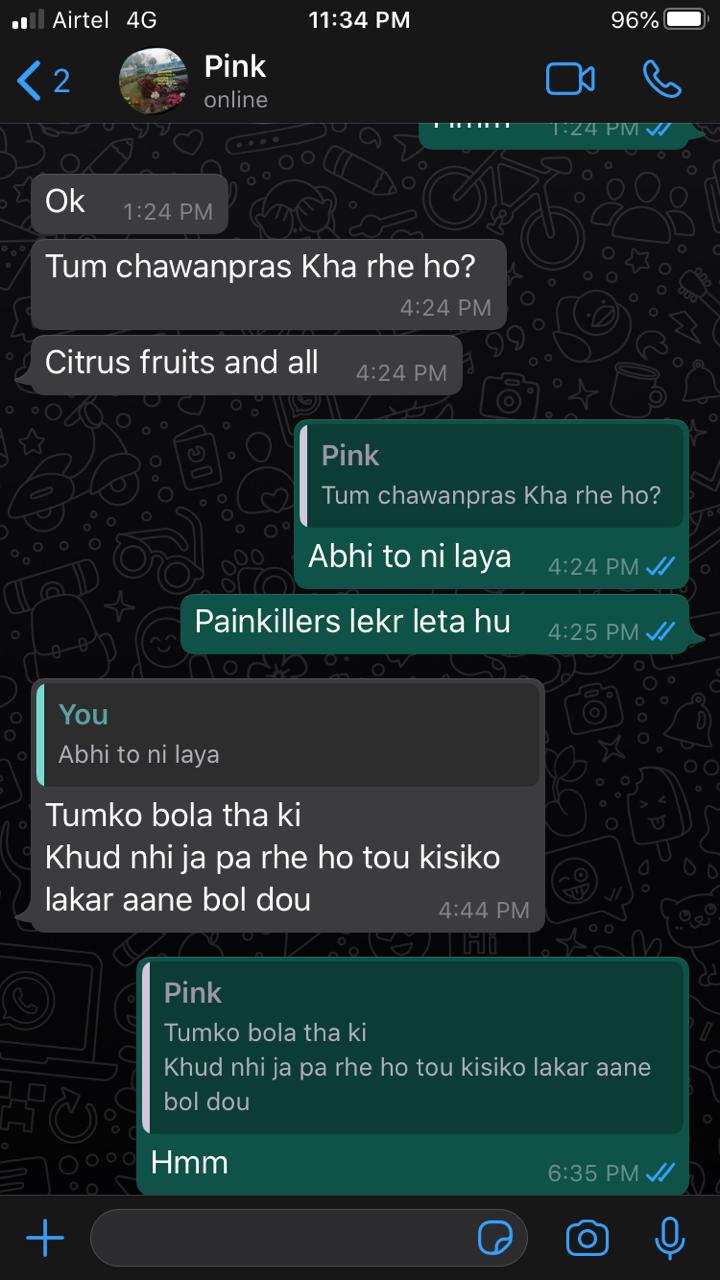 Airtel 4G 11:34 PM 96%
2 Pink
online
1:24 PM
Ok 1:24 PM
Tum chawanpras Kha rhe ho?
4:24 PM
Citrus fruits and all 4:24 PM
Pink
Tum chawanpras Kha rhe ho?
Abhi to ni laya 4:24 PM
Painkillers lekr leta hu 4:25 PM
You
Abhi to ni laya
Tumko bola tha ki
Khud nhi ja pa rhe ho tou kisiko
lakar aane bol dou 4:44 PM
Pink
Tumko bola tha ki
Khud nhi ja pa rhe ho tou kisiko lakar aane
bol dou
Hmm 6:35 PM